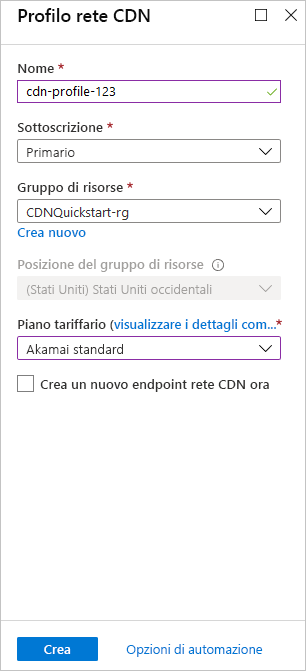 Profilo rete CDN
Nome *
cdn-profile-123
Sottoscrizione *
Primario
Gruppo di risorse *
CDNQuickstart-rg
Crea nuovo
Posizione del gruppo di risorse
(Stati Uniti) Stati Uniti occidentali
Piano tariffario (visualizzare i dettagli com...*
Akamai standard
Crea un nuovo endpoint rete CDN ora
Crea
Opzioni di automazione